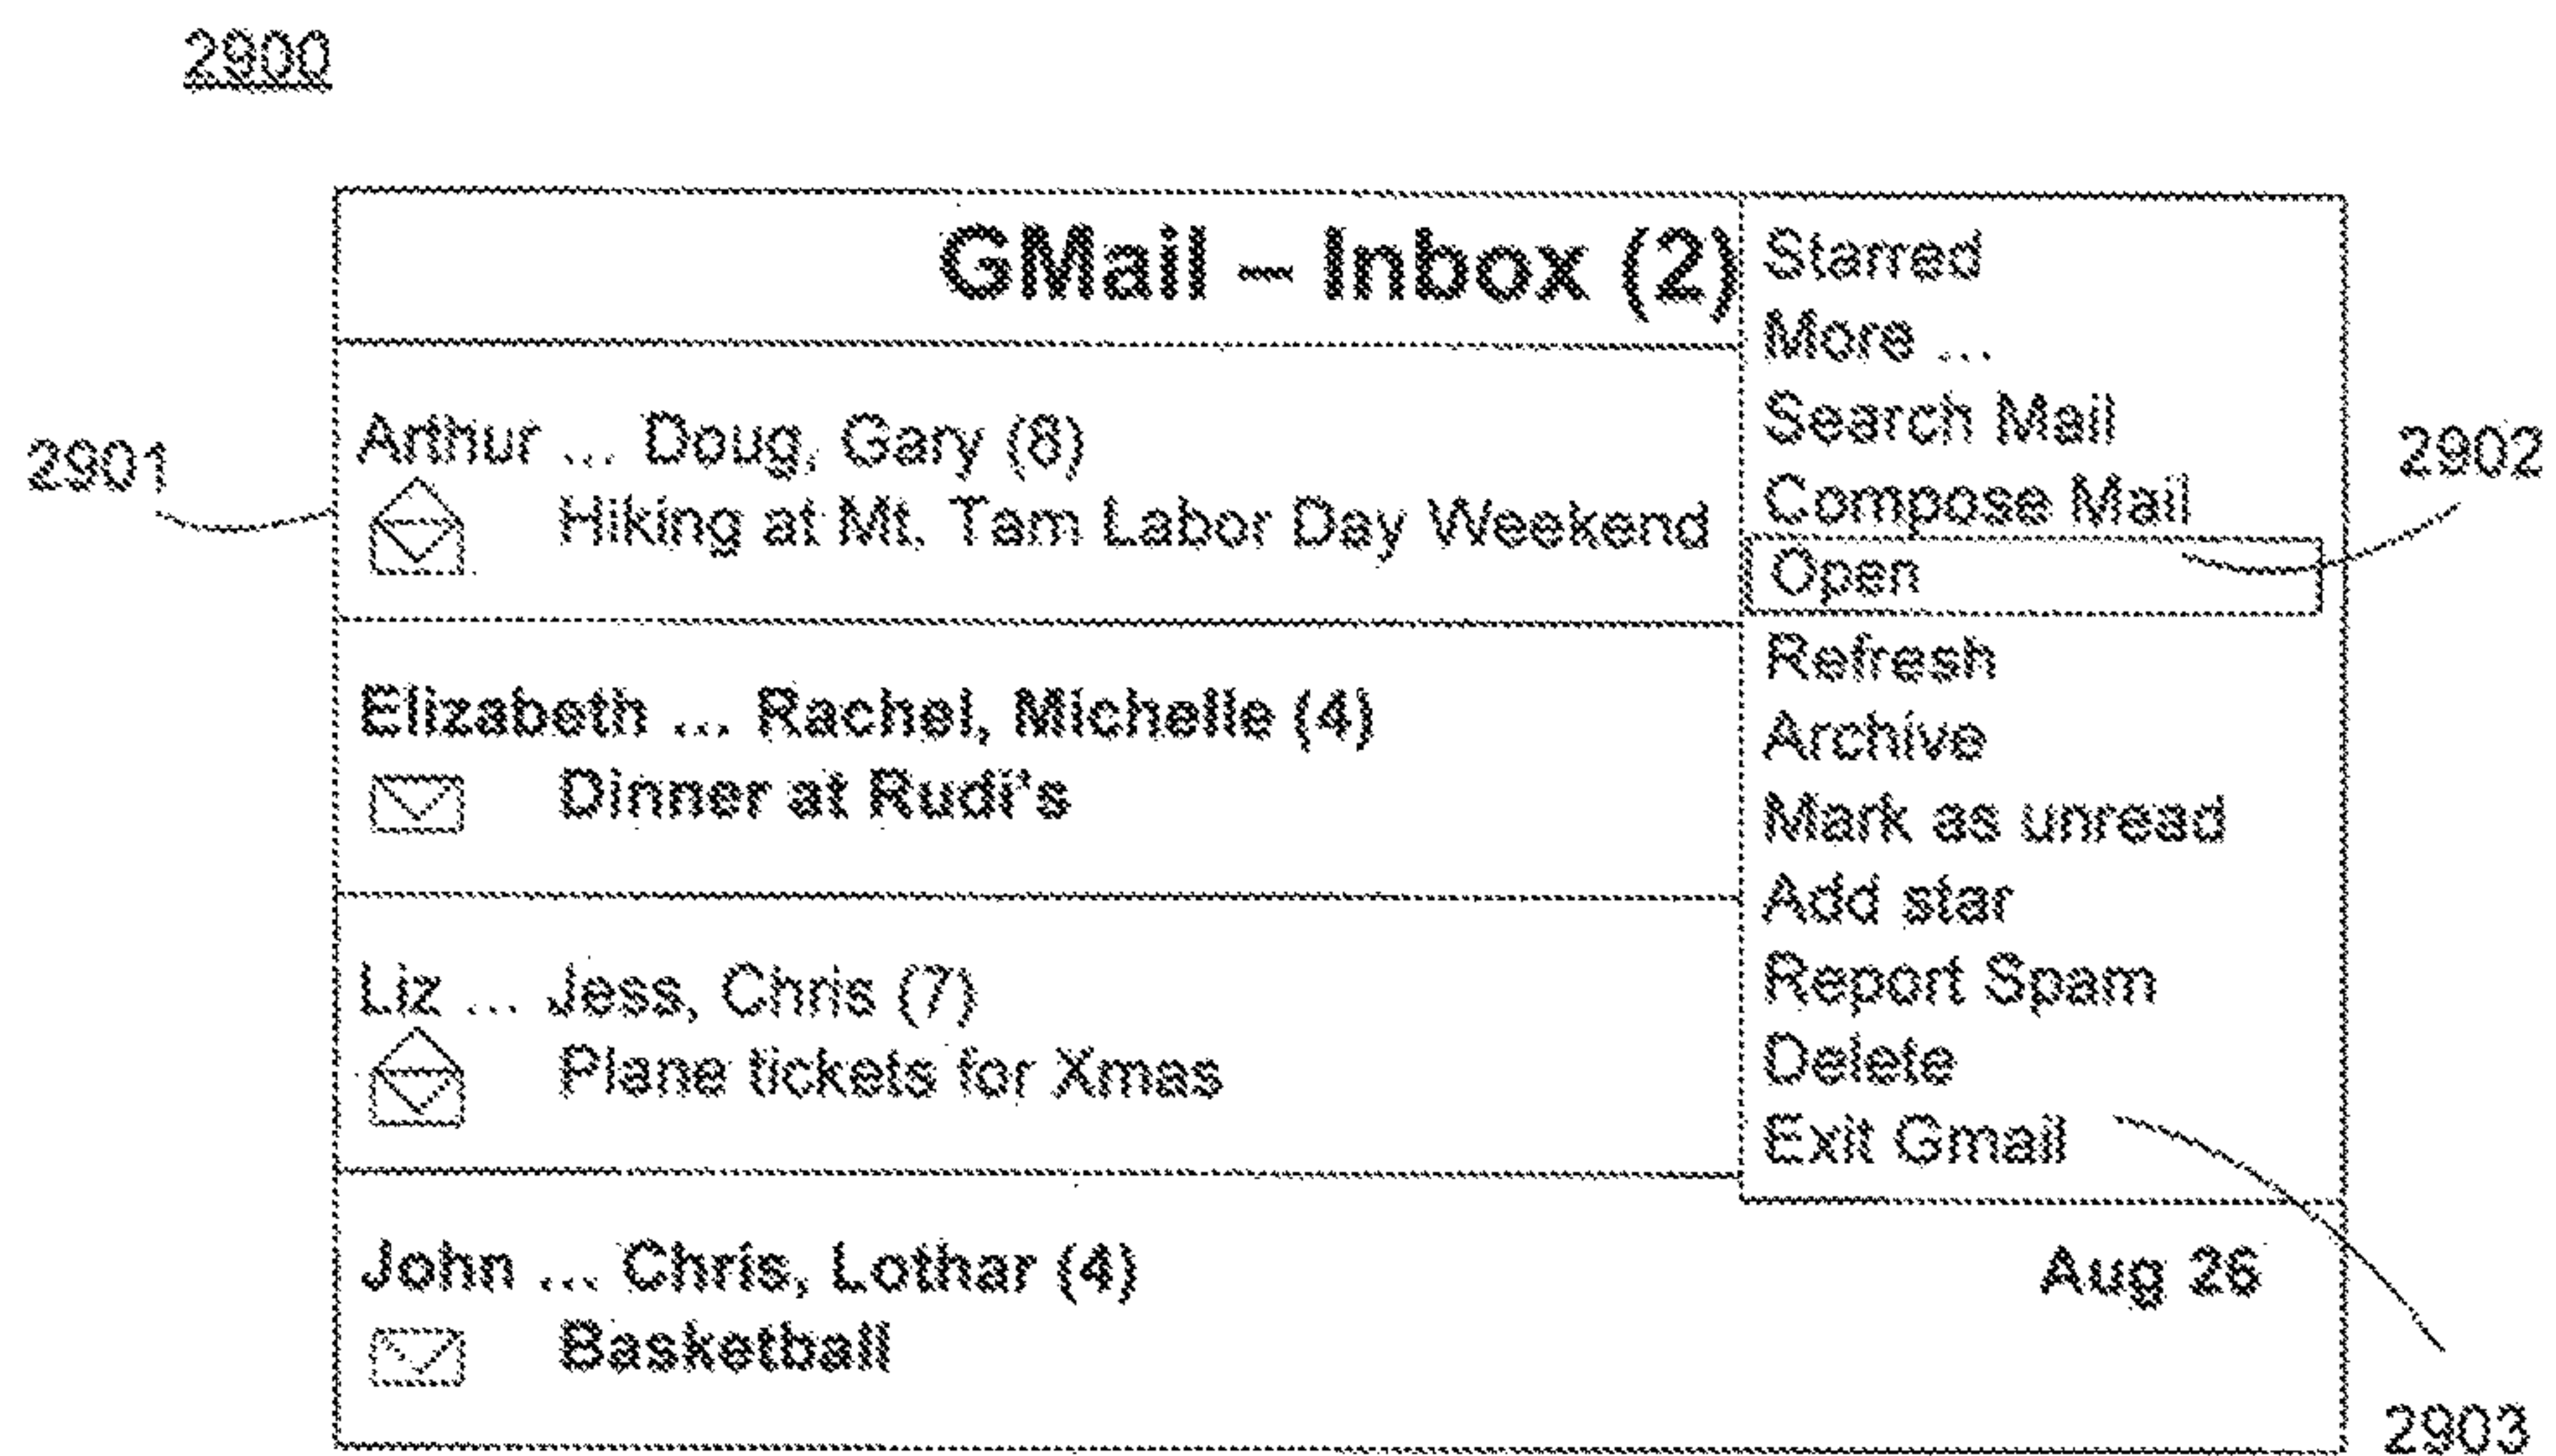 2900
GMail – Inbox (2)
2901
Arthur ... Doug, Gary (8)
Hiking at Mt. Tam Labor Day Weekend
Elizabeth ... Rachel, Michelle (4)
Dinner at Rudi's
Liz ... Jess, Chris (7)
Plane tickets for Xmas
John ... Chris, Lothar (4)
Aug 26
Basketball
Starred
More ...
Search Mail
Compose Mail
Open
Refresh
Archive
Mark as unread
Add star
Report Spam
Delete
Exit Gmail
2902
2903